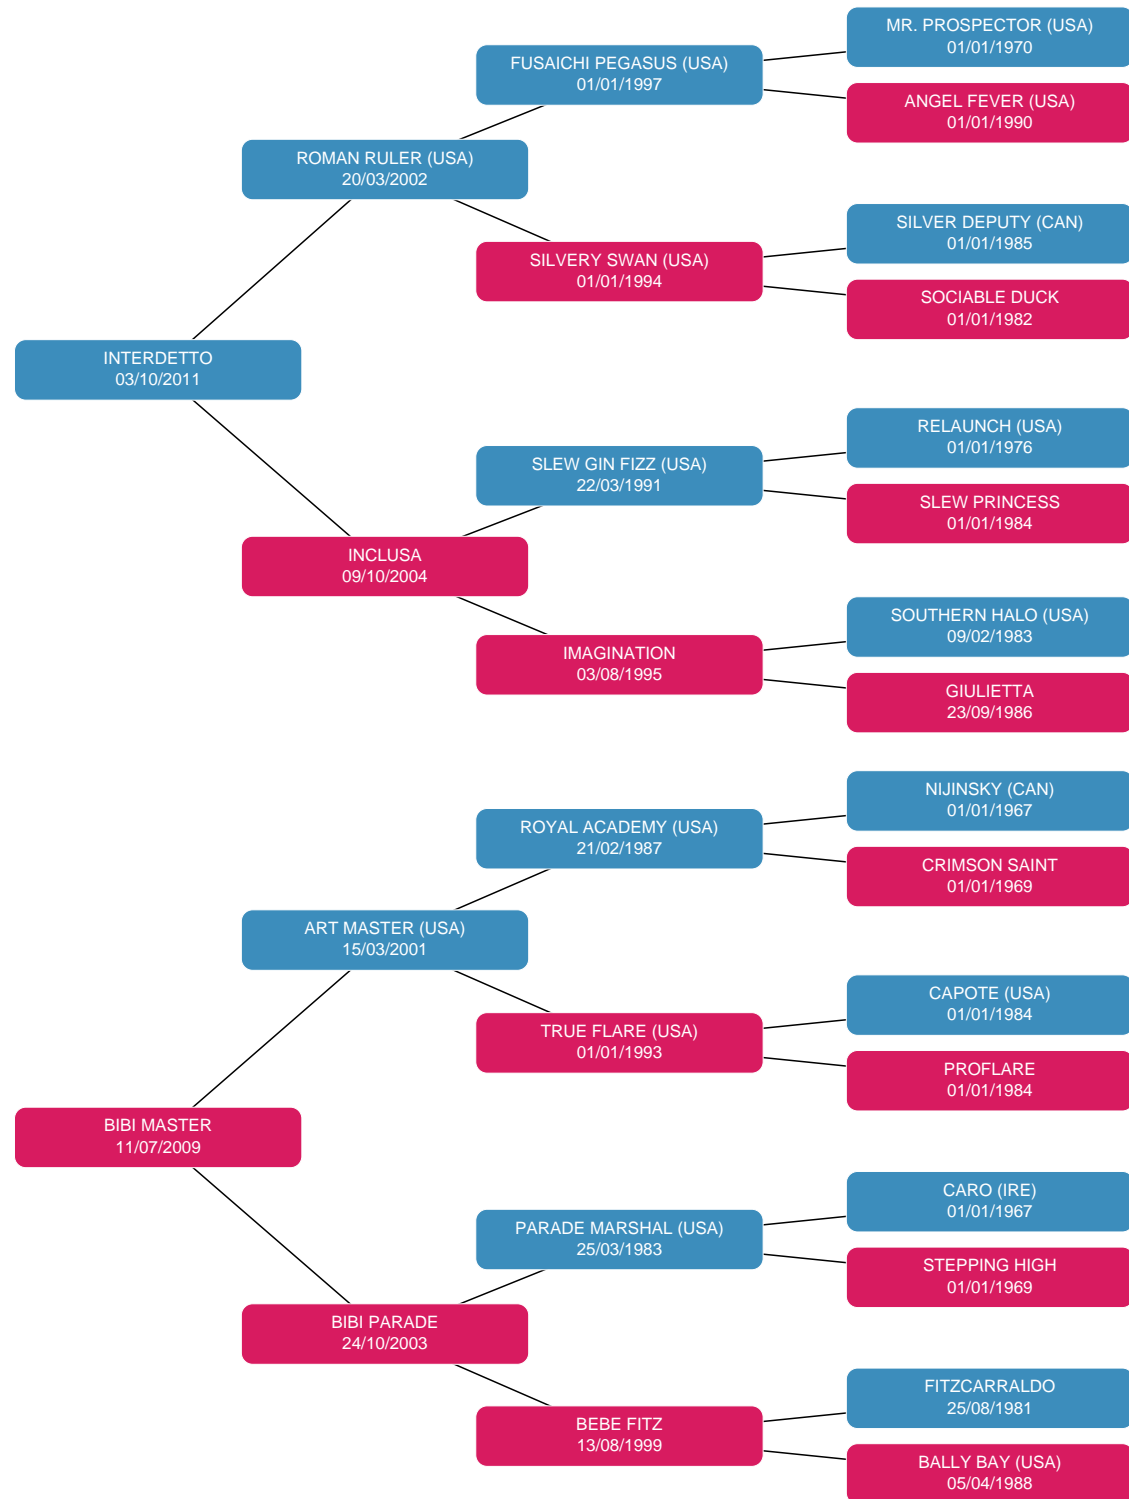 MR. PROSPECTOR (USA)
01/01/1970
FUSAICHI PEGASUS (USA)
01/01/1997
ANGEL FEVER (USA)
01/01/1990
ROMAN RULER (USA)
20/03/2002
SILVER DEPUTY (CAN)
01/01/1985
SILVERY SWAN (USA)
01/01/1994
SOCIABLE DUCK
01/01/1982
INTERDETTO
03/10/2011
RELAUNCH (USA)
01/01/1976
SLEW GIN FIZZ (USA)
22/03/1991
SLEW PRINCESS
01/01/1984
INCLUSA
09/10/2004
SOUTHERN HALO (USA)
09/02/1983
IMAGINATION
03/08/1995
GIULIETTA
23/09/1986
NIJINSKY (CAN)
01/01/1967
ROYAL ACADEMY (USA)
21/02/1987
CRIMSON SAINT
01/01/1969
ART MASTER (USA)
15/03/2001
CAPOTE (USA)
01/01/1984
TRUE FLARE (USA)
01/01/1993
PROFLARE
01/01/1984
BIBI MASTER
11/07/2009
CARO (IRE)
01/01/1967
PARADE MARSHAL (USA)
25/03/1983
STEPPING HIGH
01/01/1969
BIBI PARADE
24/10/2003
FITZCARRALDO
25/08/1981
BEBE FITZ
13/08/1999
BALLY BAY (USA)
05/04/1988